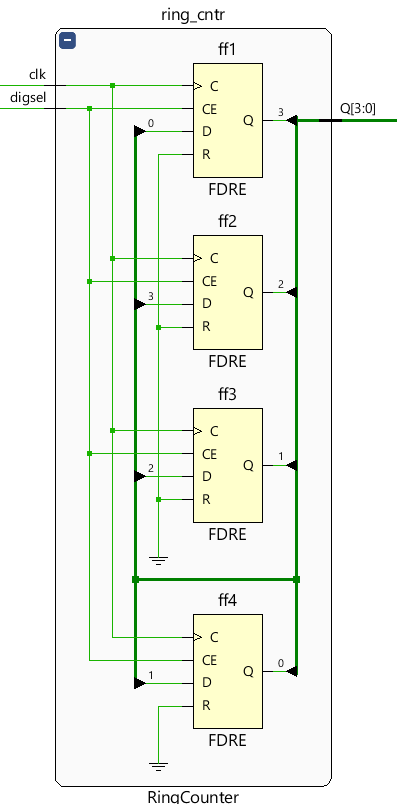 ring_cntr
ff1
clk
C
Q[3:0]
digsel
CE
Q
3
0
D
R
FDRE
ff2
C
CE
Q
2
3
D
R
FDRE
ff3
C
CE
Q
1
2
D
R
FDRE
ff4
C
CE
Q
0
1
D
R
FDRE
RingCounter